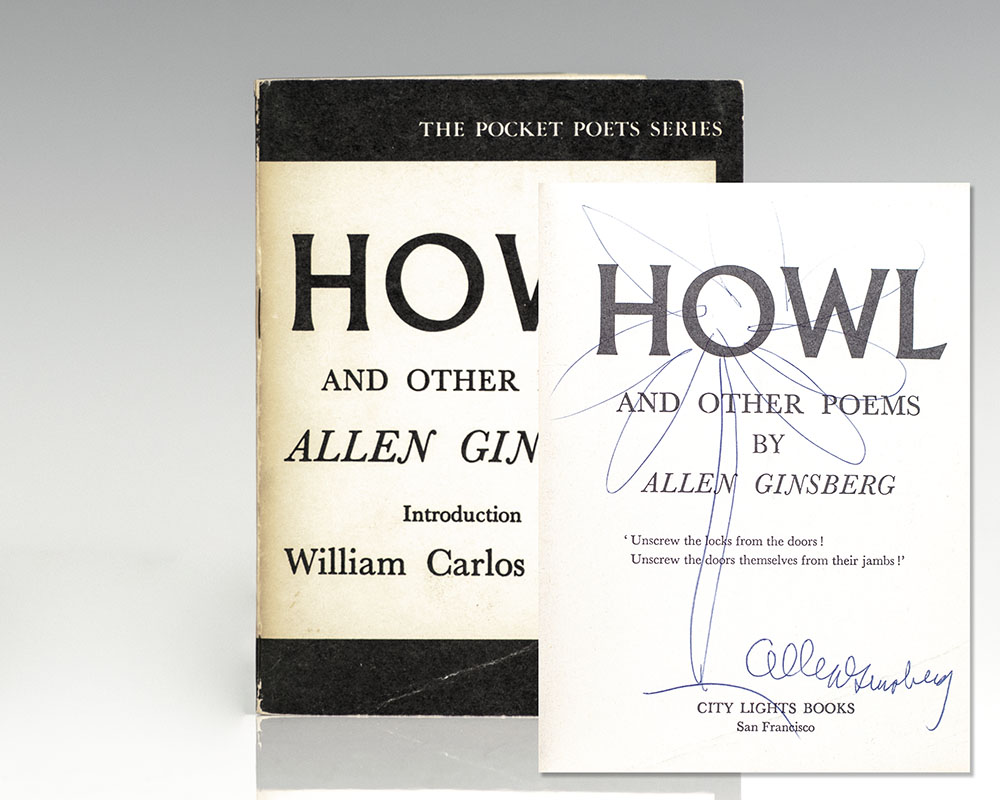 THE POCKET POETS SERIES
HOW
AND OTHER
ALLEN GIN
Introduction
William Carlos
HOWL
AND OTHER POEMS
BY
ALLEN GINSBERG
‘Unscrew the locks from the doors!
Unscrew the doors themselves from their jambs!’
Allen Ginsberg
CITY LIGHTS BOOKS
San Francisco